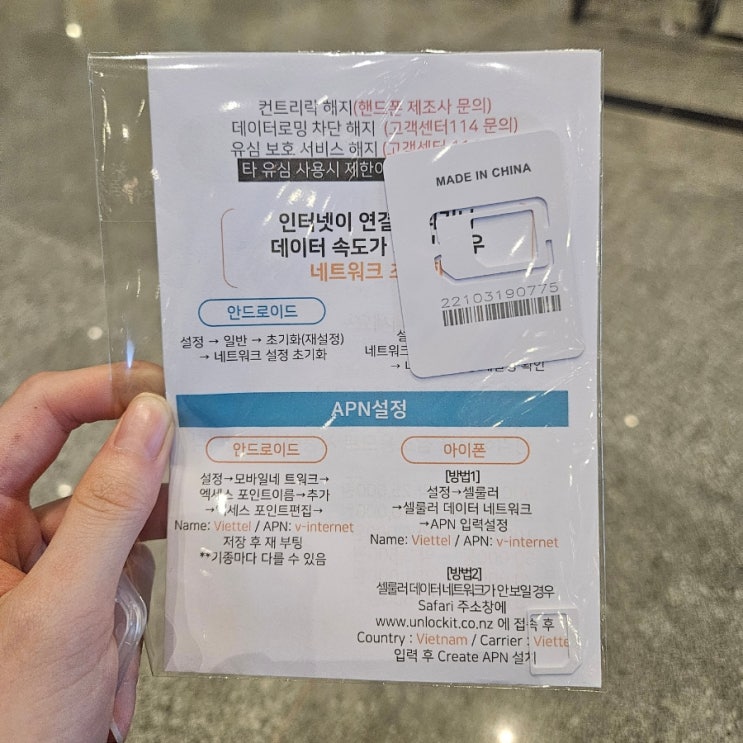 컨트리락 해지(핸드폰 제조사 문의)
데이터로밍 차단 해지 (고객센터114 문의)
유심 보호 서비스 해지 (고객센터
타 유심 사용시 제한이
MADE IN CHINA
인터넷이 연결
데이터 속도가 우
네트워크
22103190775
안드로이드
설정 → 일반 → 초기화(재설정)
→ 네트워크 설정 초기화
네트워크
확인
APN설정
안드로이드
설정→모바일네 트워크→
엑세스 포인트이름→추가
→엑세스 포인트편집→
Name: Viettel / APN: v-internet
저장 후 재 부팅
**기종마다 다를 수 있음
아이폰
[방법1]
설정→셀룰러
→셀룰러 데이터 네트워크
→APN 입력설정
Name: Viettel / APN: v-internet
[방법2]
셀룰러 데이터 네트워크가 안보일 경우
Safari 주소창에
www.unlockit.co.nz 에 접속 후
Country : Vietnam / Carrier : Viette
입력 후 Create APN 설치